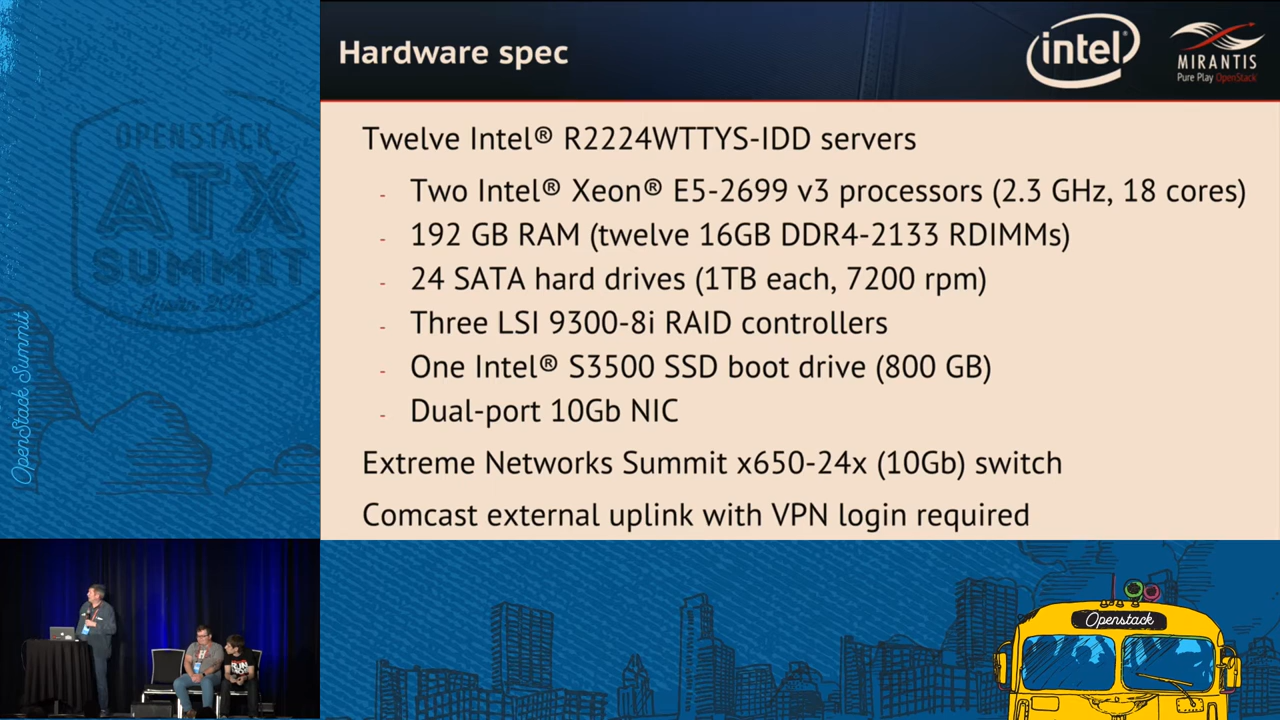 Hardware spec
intel
MIRANTIS
Pure Play OpenStack
Twelve Intel® R2224WTTYS-IDD servers
- Two Intel® Xeon® E5-2699 v3 processors (2.3 GHz, 18 cores)
- 192 GB RAM (twelve 16GB DDR4-2133 RDIMMs)
- 24 SATA hard drives (1TB each, 7200 rpm)
- Three LSI 9300-8i RAID controllers
- One Intel® S3500 SSD boot drive (800 GB)
- Dual-port 10Gb NIC
Extreme Networks Summit x650-24x (10Gb) switch
Comcast external uplink with VPN login required
OPENSTACK
ATX
SUMMIT
Austin 2016
OpenStack Summit
Openstack